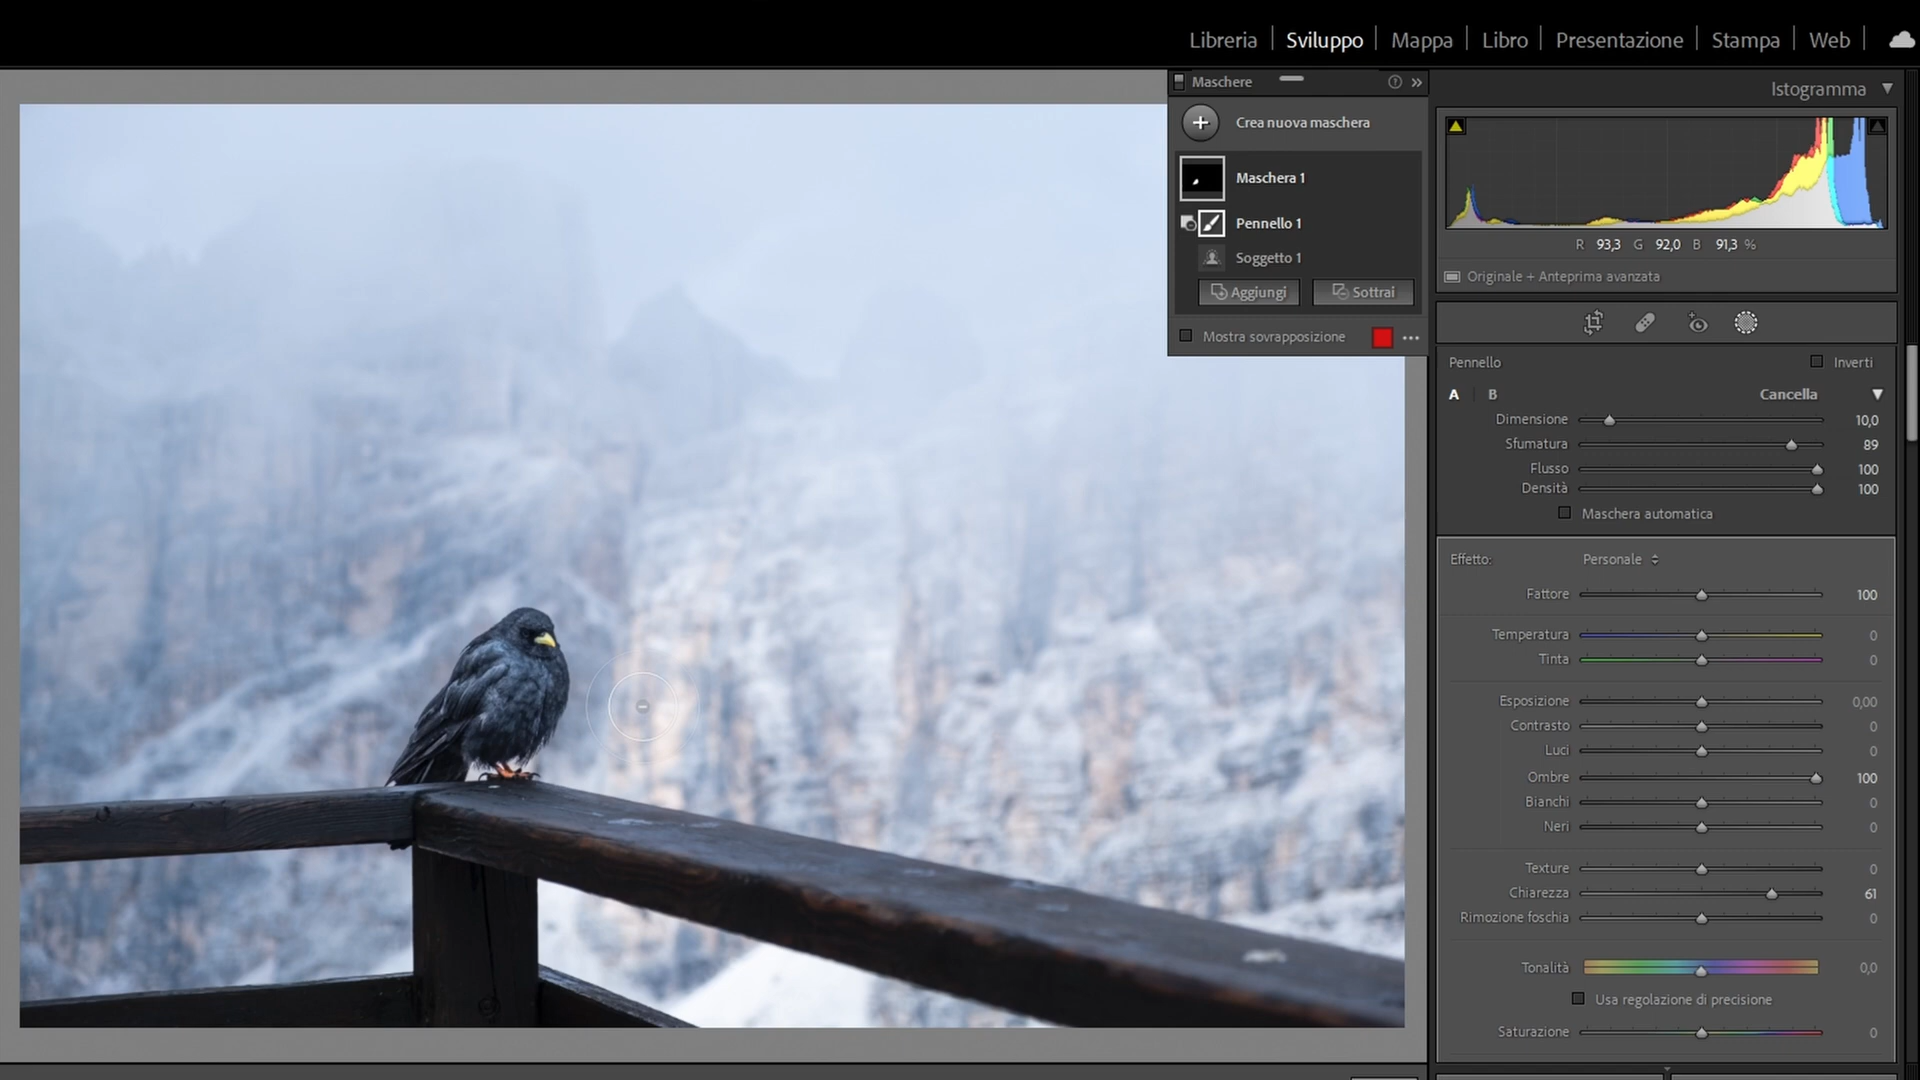 Libreria | Sviluppo | Mappa | Libro | Presentazione | Stampa | Web |
Maschere
Crea nuova maschera
Maschera 1
Pennello 1
Soggetto 1
Aggiungi Sottrai
Mostra sovrapposizione
Istogramma
R 93,3 G 92,0 B 91,3 %
Originale + Anteprima avanzata
Pennello Inverti
A B Cancella
Dimensione 10,0
Sfumatura 89
Flusso 100
Densità 100
Maschera automatica
Effetto: Personale
Fattore 100
Temperatura 0
Tinta 0
Esposizione 0,00
Contrasto 0
Luci 0
Ombre 100
Bianchi 0
Neri 0
Texture 0
Chiarezza 61
Rimozione foschia 0
Tonalità 0,0
Usa regolazione di precisione
Saturazione 0